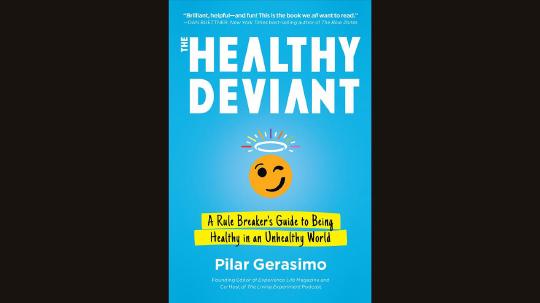 "Brilliant, helpful—and fun! This is the book we all want to read."
—DAN BUETTNER, New York Times best-selling author of The Blue Zones
THE HEALTHY
DEVIANT
A Rule Breaker's Guide to Being
Healthy in an Unhealthy World
Pilar Gerasimo
Founding Editor of Experience Life Magazine and
Co-Host of The Living Experiment Podcast